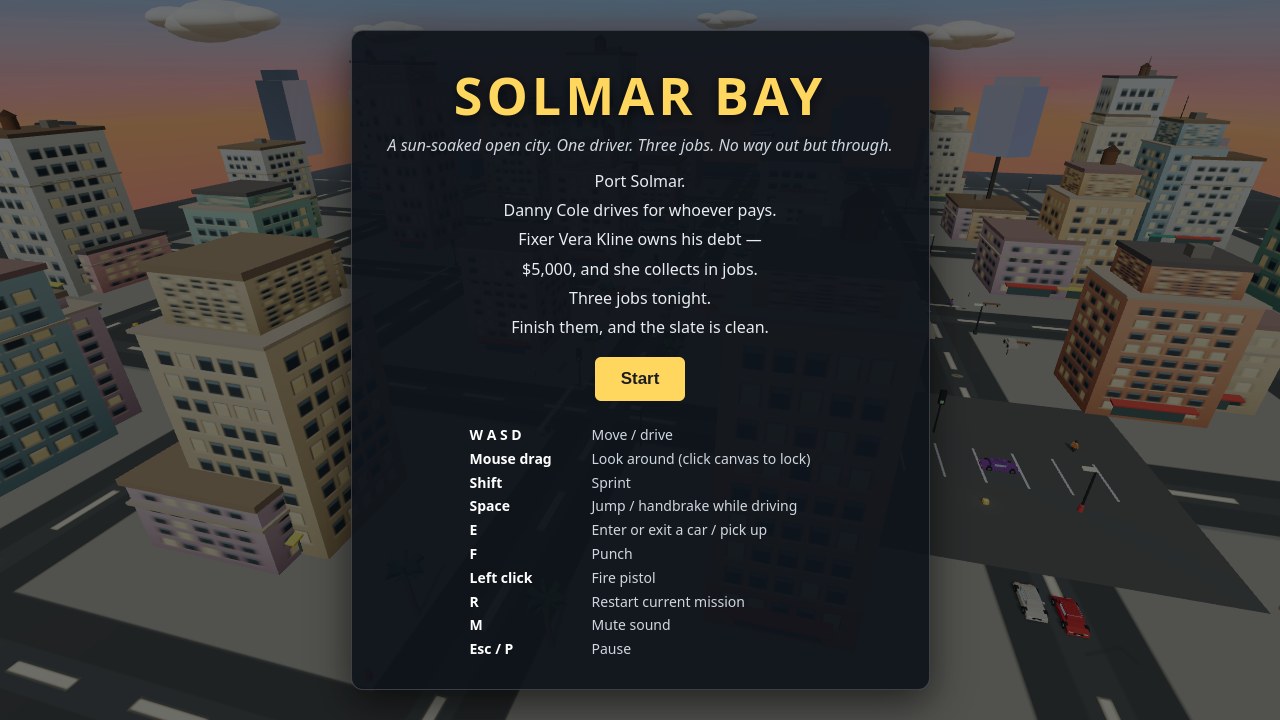 SOLMAR BAY
A sun-soaked open city. One driver. Three jobs. No way out but through.
Port Solmar.
Danny Cole drives for whoever pays.
Fixer Vera Kline owns his debt —
$5,000, and she collects in jobs.
Three jobs tonight.
Finish them, and the slate is clean.
Start
W A S D Move / drive
Mouse drag Look around (click canvas to lock)
Shift Sprint
Space Jump / handbrake while driving
E Enter or exit a car / pick up
F Punch
Left click Fire pistol
R Restart current mission
M Mute sound
Esc / P Pause